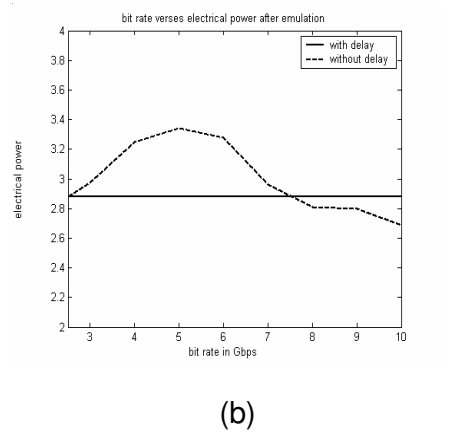 bit rate verses electrical power after emulation
4
with delay
without delay
3.8
3.6
3.4
3.2
3
2.8
2.6
2.4
2.2
2
electrical power
3 4 5 6 7 8 9 10
bit rate in Gbps
(b)